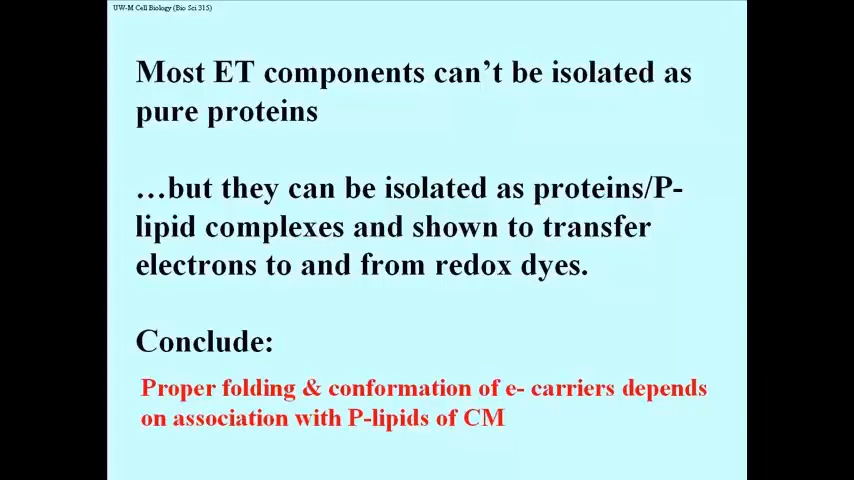 UW-M Cell Biology (Bio Sci 315)
Most ET components can’t be isolated as
pure proteins
…but they can be isolated as proteins/P-
lipid complexes and shown to transfer
electrons to and from redox dyes.
Conclude:
Proper folding & conformation of e- carriers depends
on association with P-lipids of CM